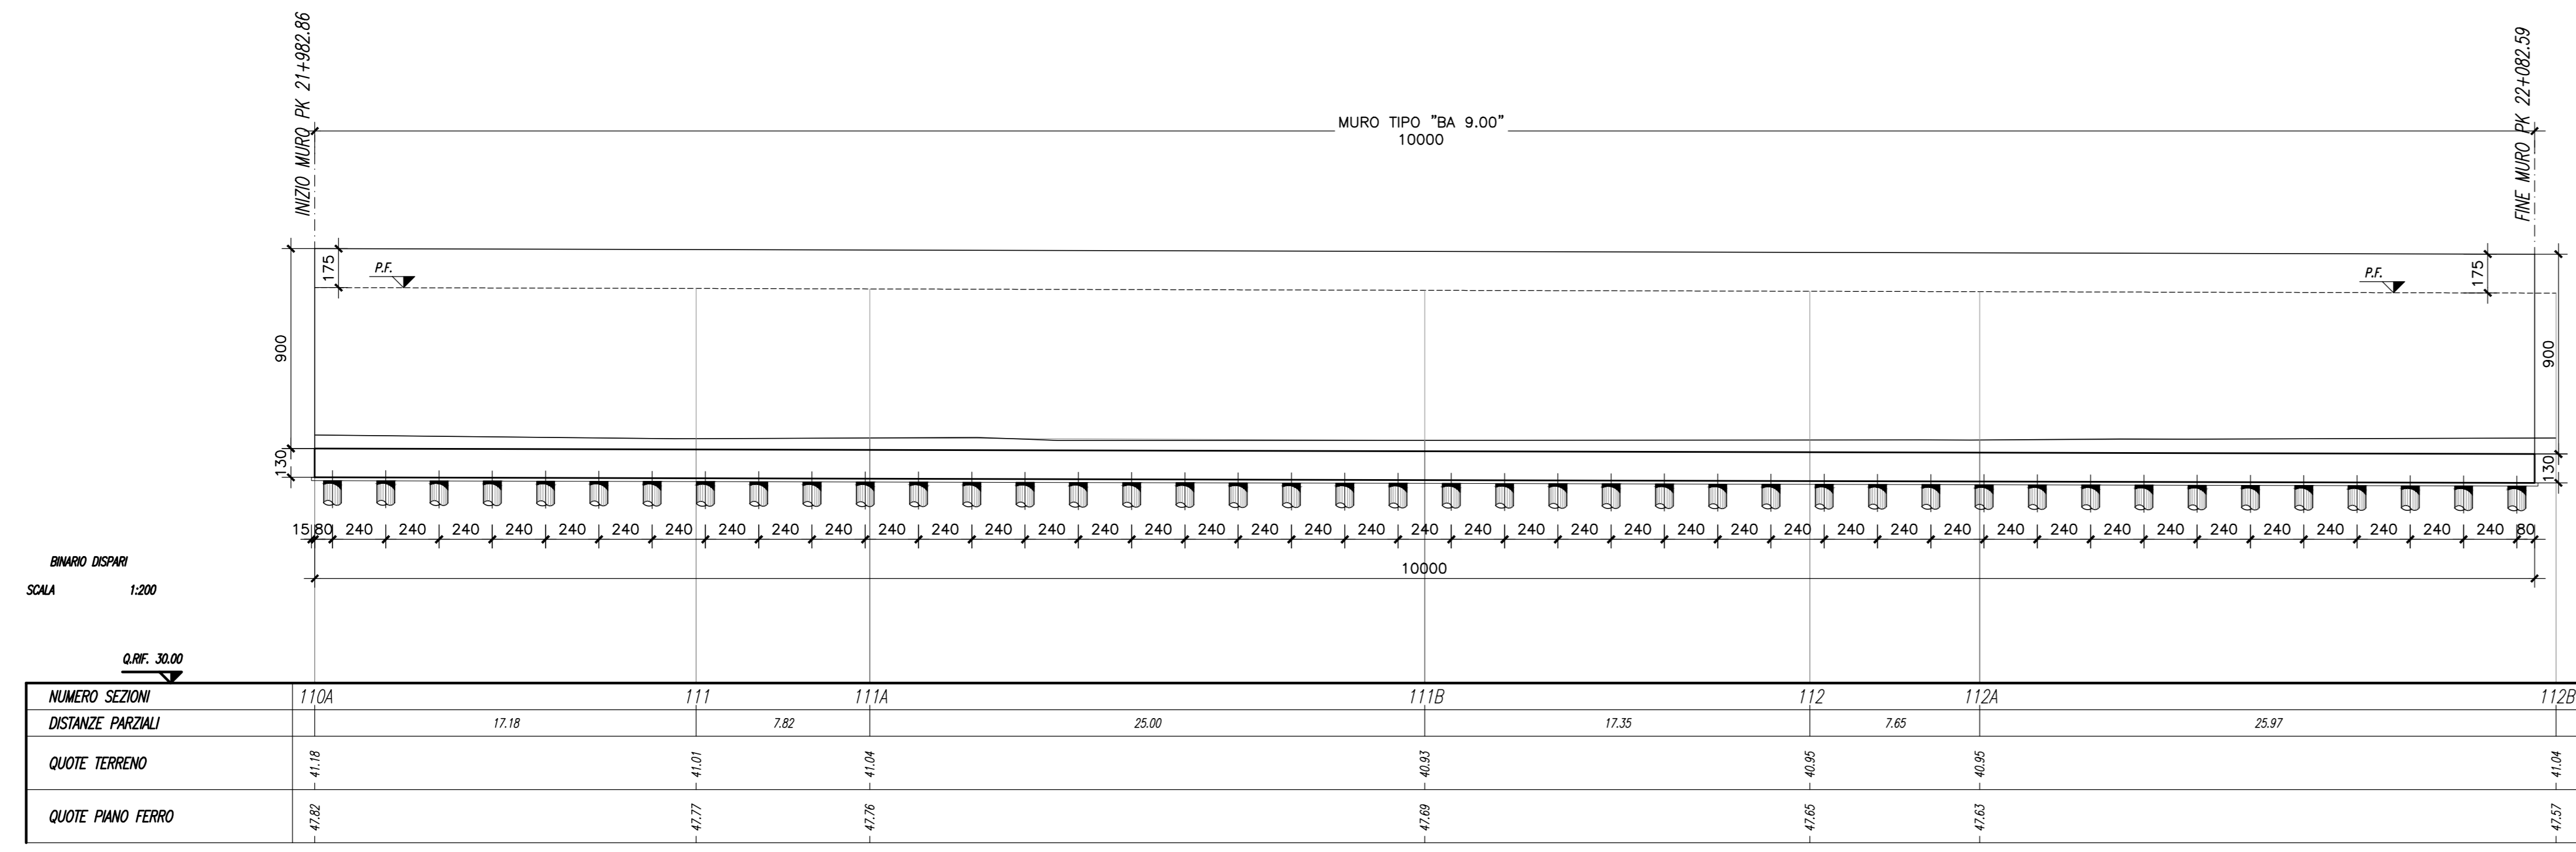 INIZIO MURO PK 21+982.86
FINE MURO PK 22+082.59
MURO TIPO "BA 9.00"
10000
175
P.F.
P.F.
175
900
900
130
130
15 80 240 240 240 240 240 240 240 240 240 240 240 240 240 240 240 240 240 240 240 240 240 240 240 240 240 240 240 240 240 240 240 240 240 240 240 240 240 240 240 240 240 80
10000
BINARIO DISPARI
SCALA 1:200
Q.RIF. 30.00
NUMERO SEZIONI 110A 111 111A 111B 112 112A 112B
DISTANZE PARZIALI 17.18 7.82 25.00 17.35 7.65 25.97
QUOTE TERRENO 41.18 41.01 41.04 40.93 40.95 40.95 41.04
QUOTE PIANO FERRO 47.82 47.77 47.76 47.69 47.65 47.63 47.57